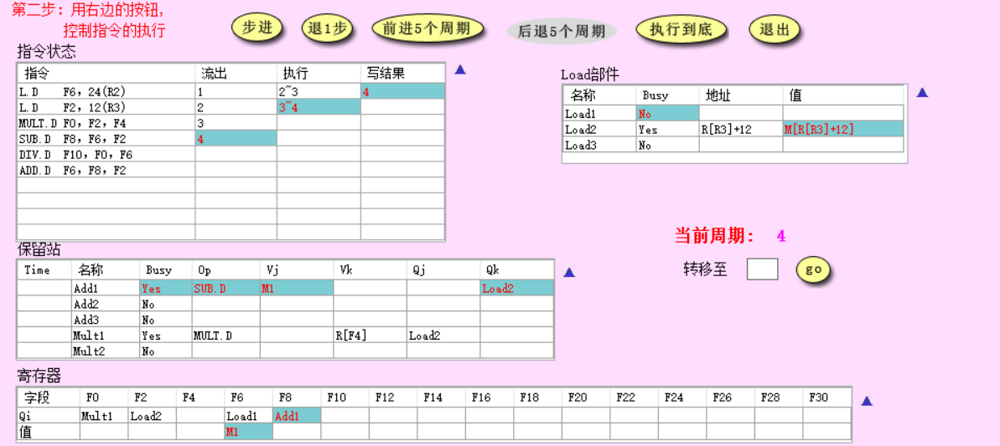 第二步：用右边的按钮，
控制指令的执行
步进 退1步 前进5个周期 后退5个周期 执行到底 退出
指令状态
指令 流出 执行 写结果
L.D F6，24(R2) 1 2~3 4
L.D F2，12(R3) 2 3~4
MULT.D F0，F2，F4 3
SUB.D F8，F6，F2 4
DIV.D F10，F0，F6
ADD.D F6，F8，F2
Load部件
名称 Busy 地址 值
Load1 No
Load2 Yes R[R3]+12 M[R[R3]+12]
Load3 No
当前周期： 4
转移至 go
保留站
Time 名称 Busy Op Vj Vk Qj Qk
Add1 Yes SUB.D M1 Load2
Add2 No
Add3 No
Mult1 Yes MULT.D R[F4] Load2
Mult2 No
寄存器
字段 F0 F2 F4 F6 F8 F10 F12 F14 F16 F18 F20 F22 F24 F26 F28 F30
Qi Mult1 Load2 Load1 Add1
值 M1